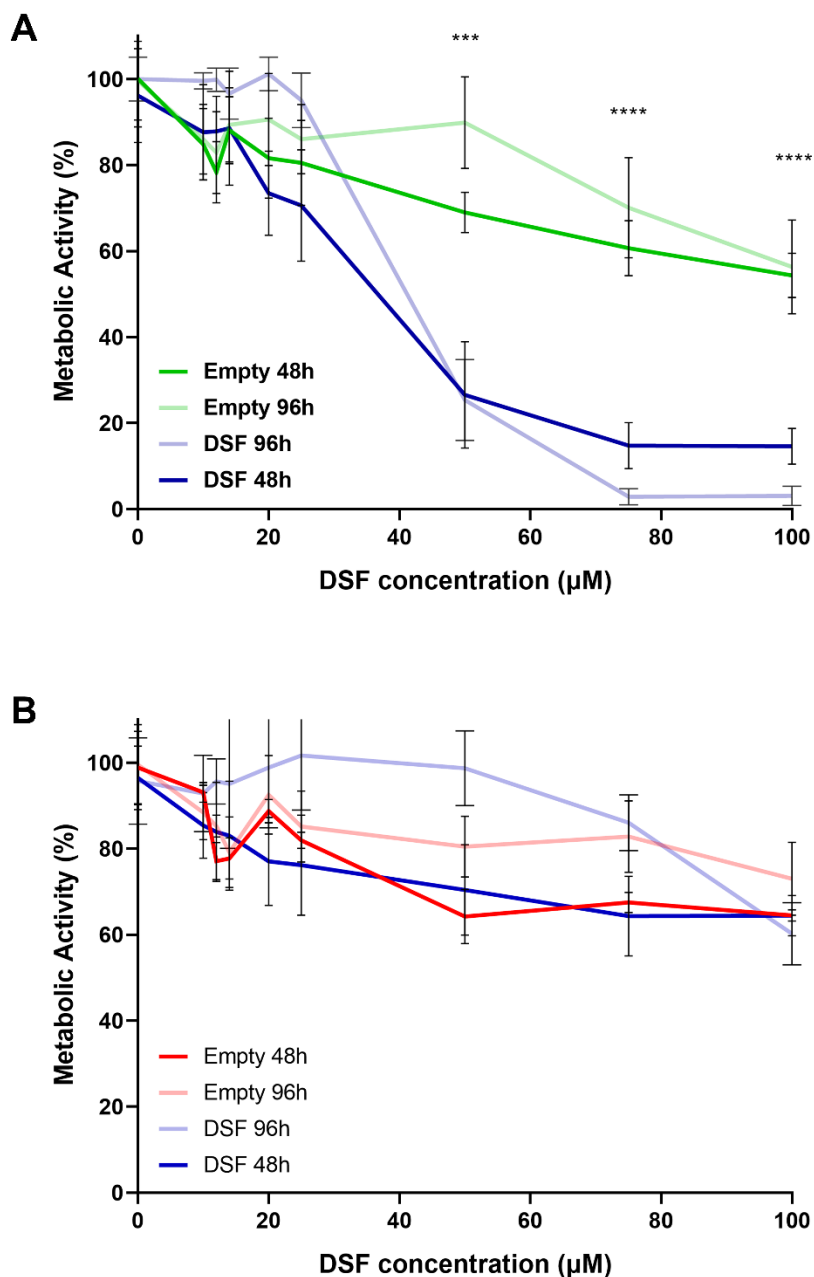 A
***
****
****
100
80
60
40
20
0
Metabolic Activity (%)
Empty 48h
Empty 96h
DSF 96h
DSF 48h
0 20 40 60 80 100
DSF concentration (µM)
B
100
80
60
40
20
0
Metabolic Activity (%)
Empty 48h
Empty 96h
DSF 96h
DSF 48h
0 20 40 60 80 100
DSF concentration (µM)